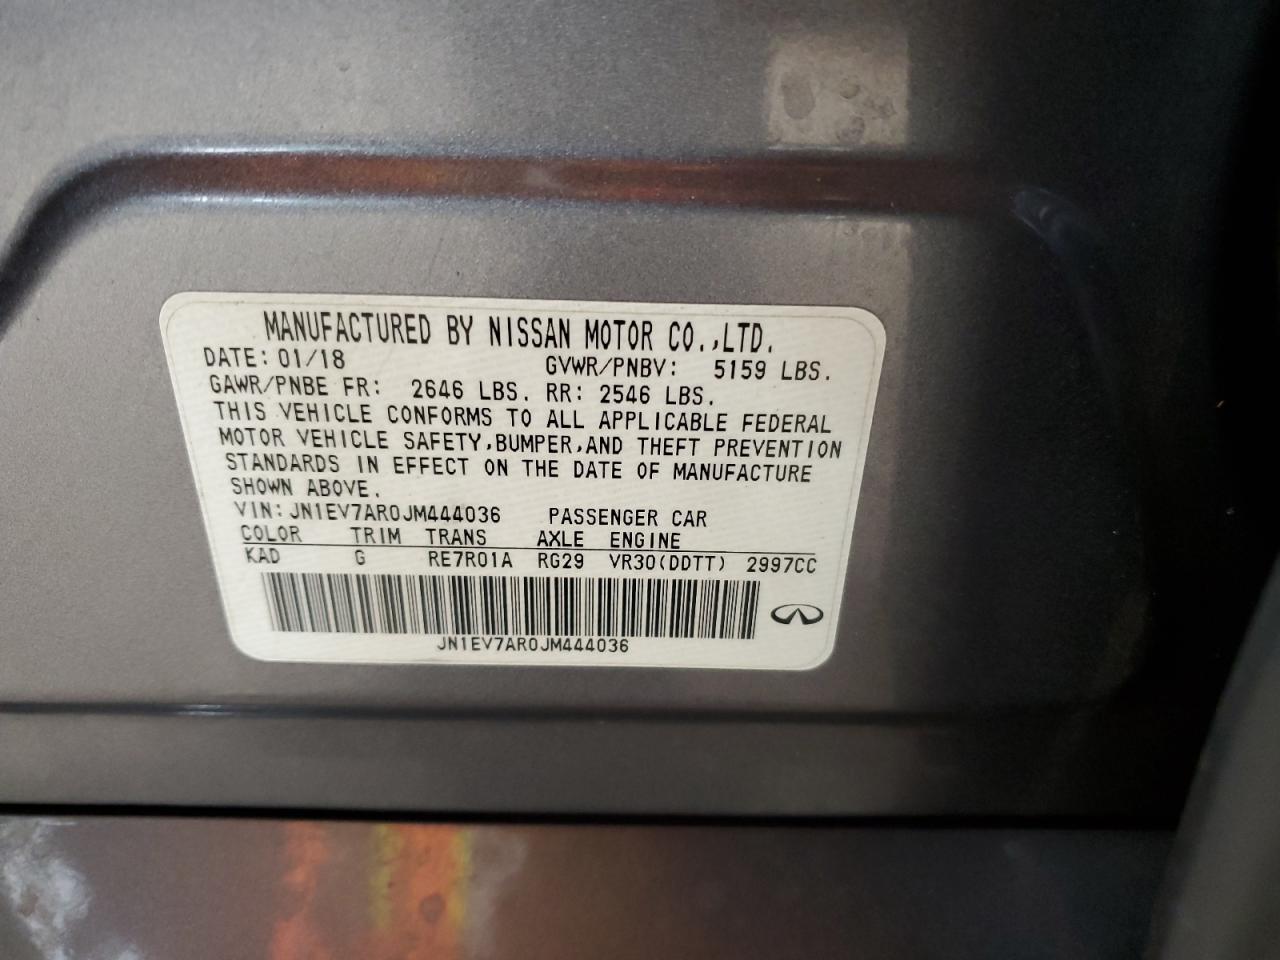 MANUFACTURED BY NISSAN MOTOR CO.,LTD.
DATE: 01/18 GVWR/PNBV: 5159 LBS.
GAWR/PNBE FR: 2646 LBS. RR: 2546 LBS.
THIS VEHICLE CONFORMS TO ALL APPLICABLE FEDERAL
MOTOR VEHICLE SAFETY,BUMPER,AND THEFT PREVENTION
STANDARDS IN EFFECT ON THE DATE OF MANUFACTURE
SHOWN ABOVE.
VIN: JN1EV7AR0JM444036 PASSENGER CAR
COLOR TRIM TRANS AXLE ENGINE
KAD G RE7R01A RG29 VR30(DDTT) 2997CC
JN1EV7AR0JM444036